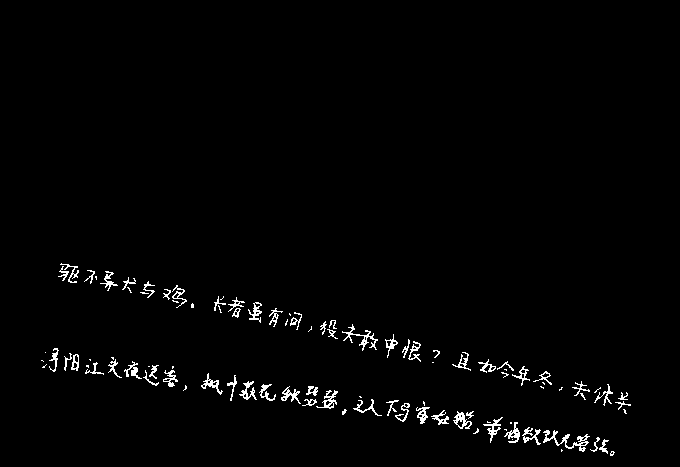 驱不异犬与鸡。长者虽有问，役夫敢申恨？且如今年冬，未休关
浔阳江头夜送客，枫叶荻花秋瑟瑟。主人下马客在船，举酒欲饮无管弦。